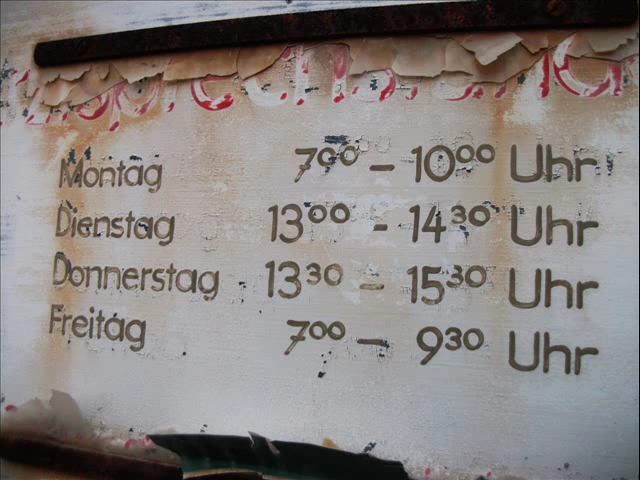 Montag 7⁰⁰ - 10⁰⁰ Uhr
Dienstag 13⁰⁰ - 14³⁰ Uhr
Donnerstag 13³⁰ - 15³⁰ Uhr
Freitag 7⁰⁰ - 9³⁰ Uhr